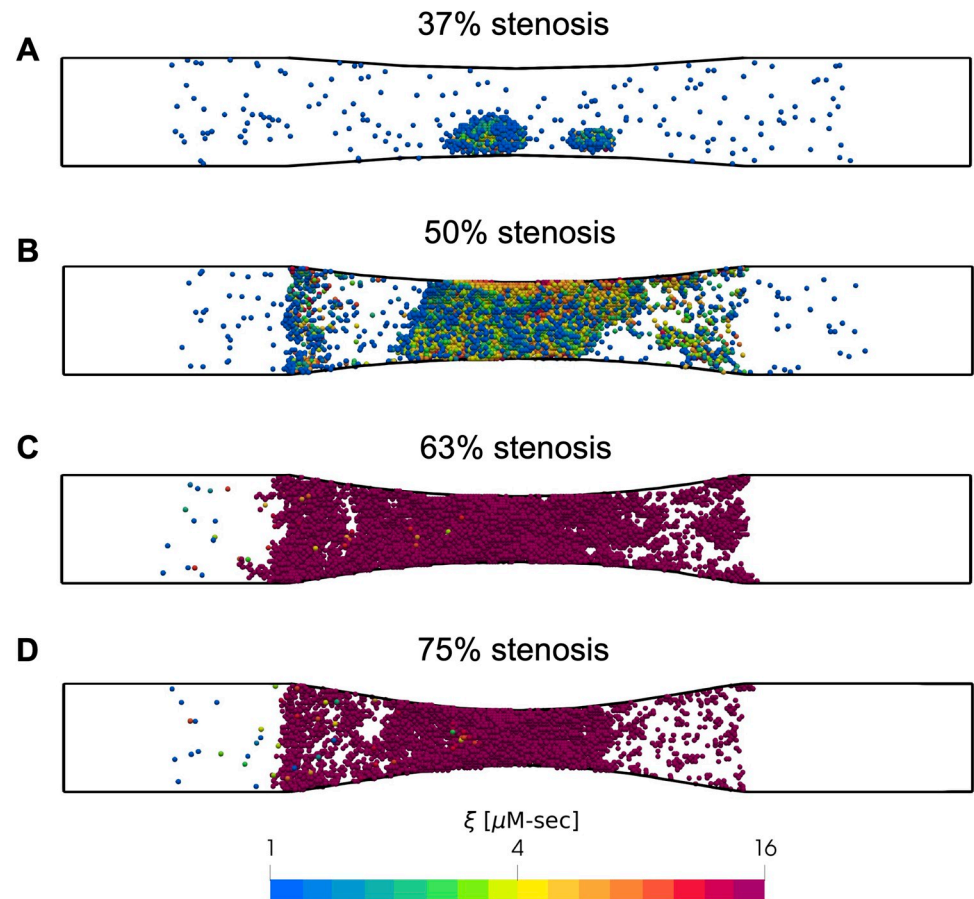 37% stenosis
A
50% stenosis
B
63% stenosis
C
75% stenosis
D
ξ [μM-sec]
1 4 16